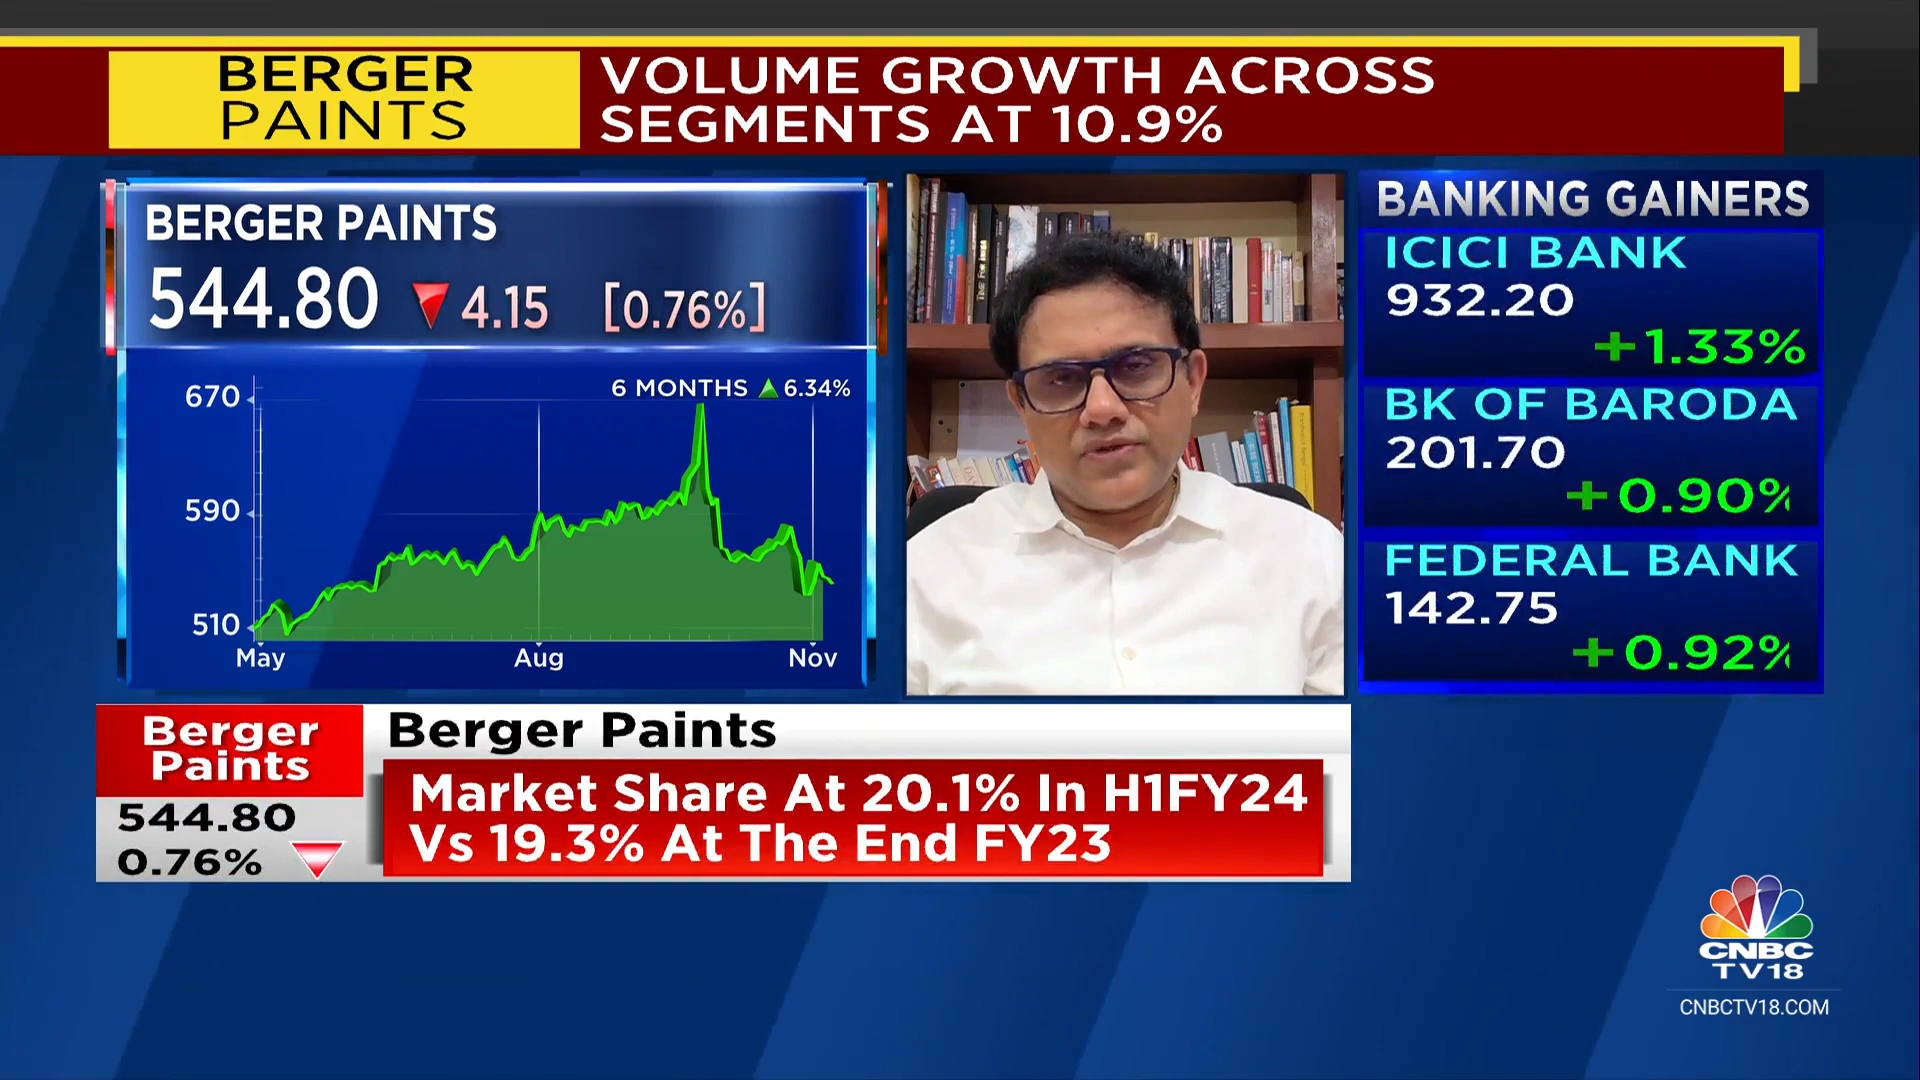 BERGER
PAINTS
VOLUME GROWTH ACROSS
SEGMENTS AT 10.9%
BERGER PAINTS
544.80 ▼ 4.15 [0.76%]
6 MONTHS ▲ 6.34%
670
590
510
May Aug Nov
BANKING GAINERS
ICICI BANK
932.20
+1.33%
BK OF BARODA
201.70
+0.90%
FEDERAL BANK
142.75
+0.92%
Berger
Paints
544.80
0.76%
Berger Paints
Market Share At 20.1% In H1FY24
Vs 19.3% At The End FY23
CNBC
TV18
CNBCTV18.COM